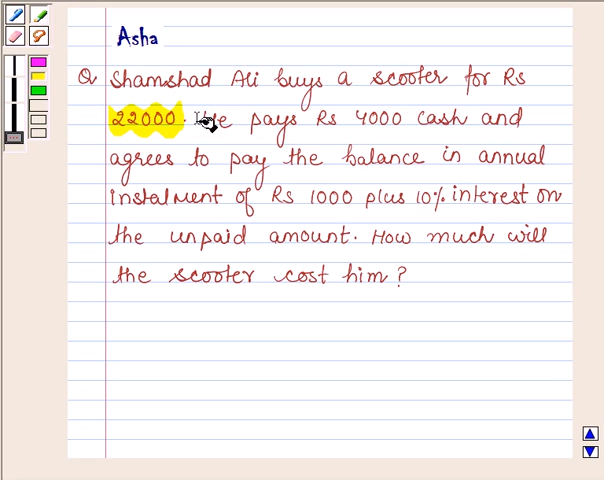 Asha
Q Shamshad Ali buys a scooter for Rs
22000. He pays Rs 4000 cash and
agrees to pay the balance in annual
instalment of Rs 1000 plus 10% interest on
the unpaid amount. How much will
the scooter cost him?